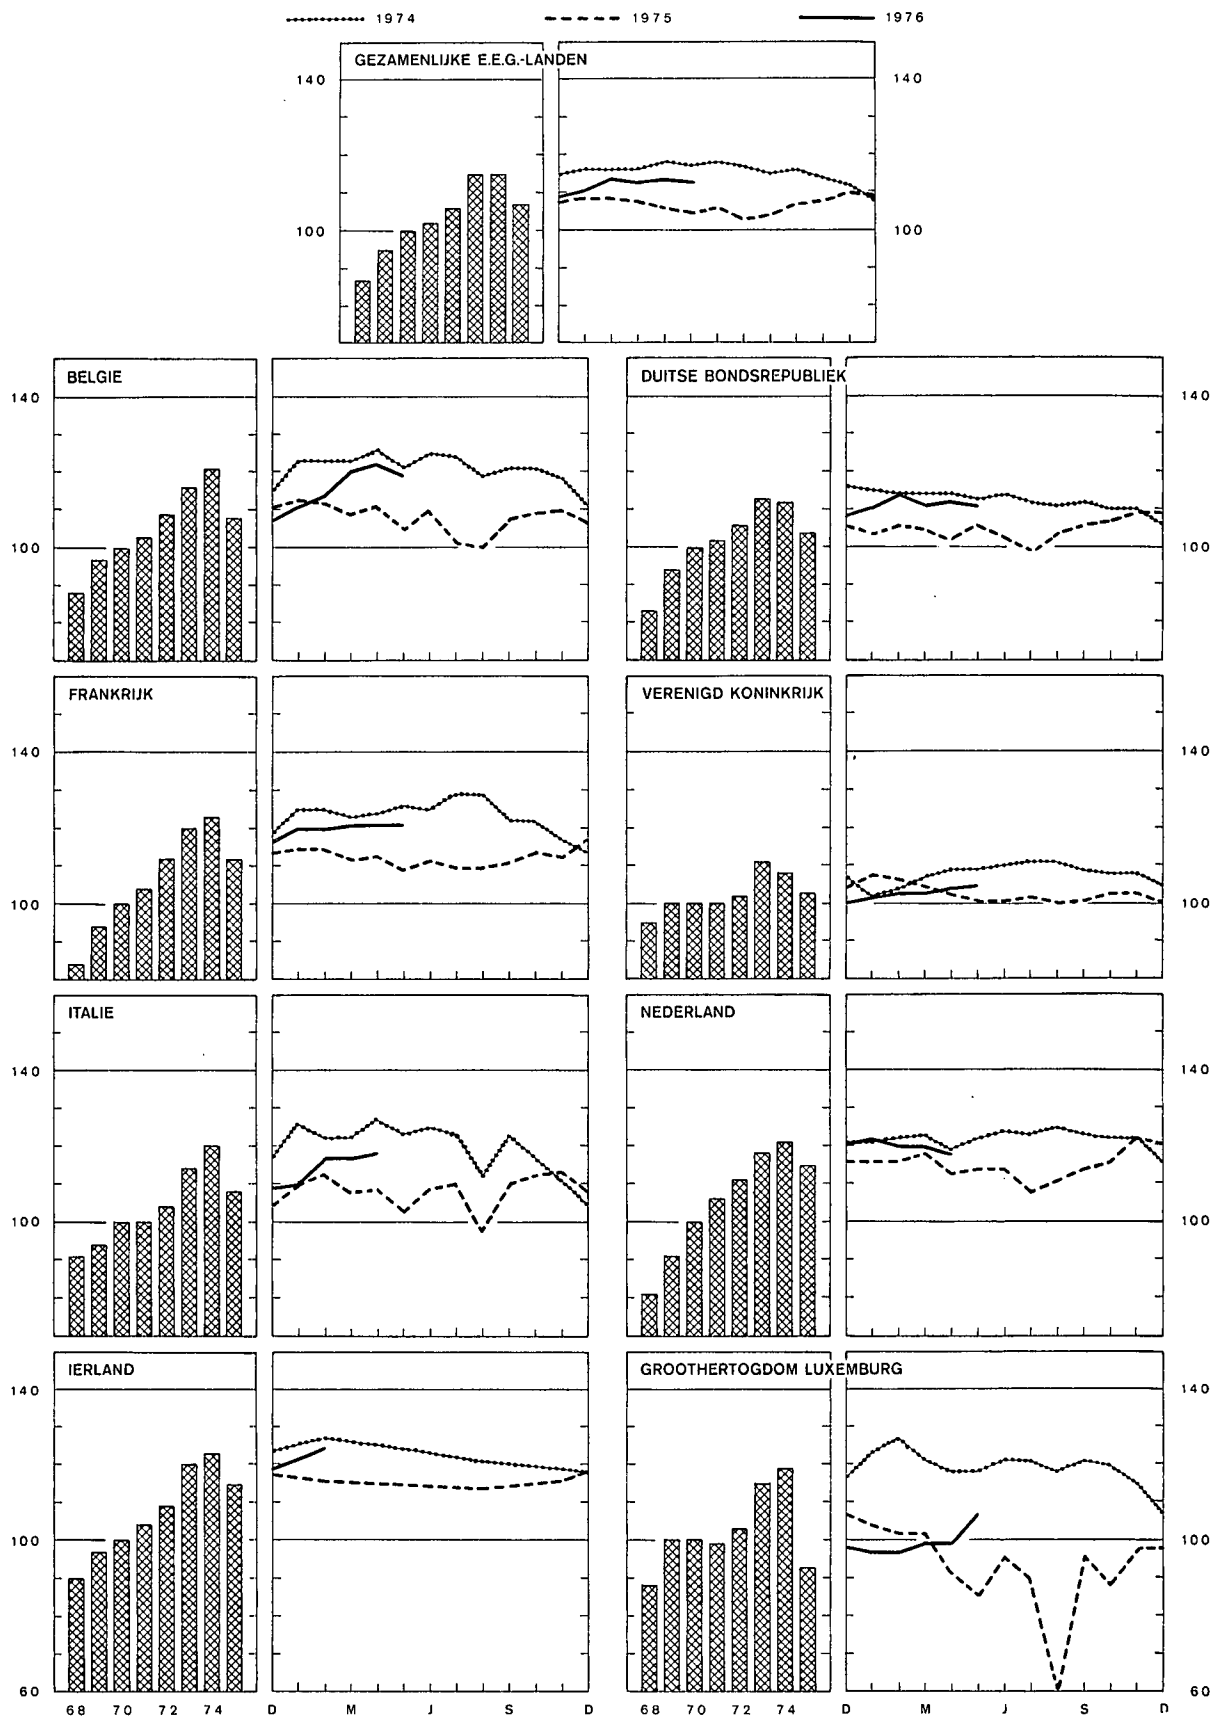 1974 1975 1976
GEZAMENLIJKE E.E.G.-LANDEN
140 140
100 100
BELGIE DUITSE BONDSREPUBLIEK
140 140
100 100
FRANKRIJK VERENIGD KONINKRIJK
140 140
100 100
ITALIE NEDERLAND
140 140
100 100
IERLAND GROOTHERTOGDOM LUXEMBURG
140 140
100 100
60 60
68 70 72 74 D M J S D 68 70 72 74 D M J S D